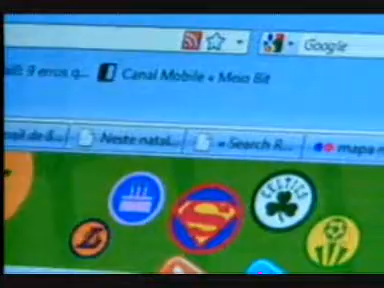 Google
9 erros q... Canal Mobile « Meio Bit
Neste natal... « Search R... mapa
CELTICS
S